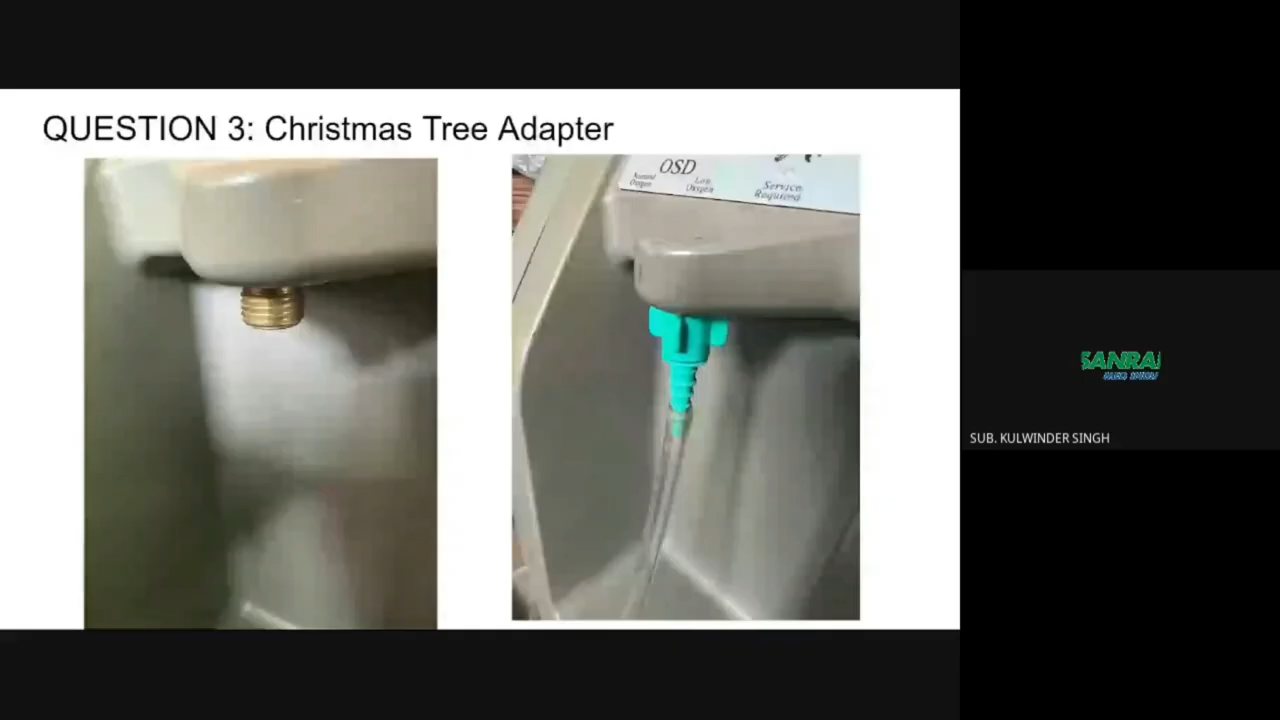 QUESTION 3: Christmas Tree Adapter
OSD
Normal Oxygen
Low Oxygen
Service Required
SANRAI
SUB. KULWINDER SINGH